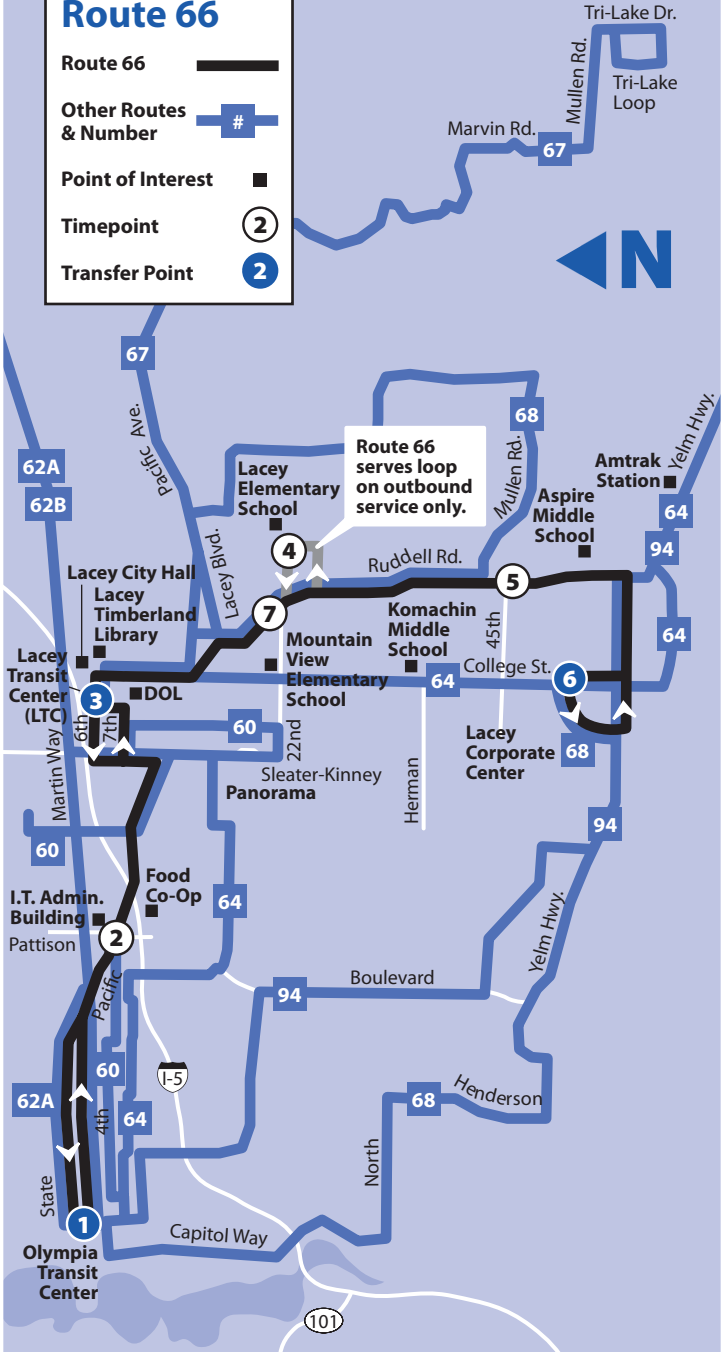 Route 66
Route 66
Other Routes
& Number
#
Point of Interest
Timepoint
2
Transfer Point
2
Tri-Lake Dr.
Mullen Rd.
Tri-Lake
Loop
Marvin Rd.
67
N
67
Pacific Ave.
62A
62B
68
Mullen Rd.
Yelm Hwy.
Amtrak
Station
64
94
64
Aspire
Middle
School
Route 66
serves loop
on outbound
service only.
Lacey
Elementary
School
4
Lacey Blvd.
Ruddell Rd.
5
7
45th
Lacey City Hall
Lacey
Timberland
Library
Lacey
Transit
Center
(LTC)
3
DOL
6th
7th
Mountain
View
Elementary
School
Komachin
Middle
School
64
College St.
6
Lacey
Corporate
Center
68
60
22nd
Sleater-Kinney
Panorama
Herman
Martin Way
60
94
I.T. Admin.
Building
Food
Co-Op
64
Pattison
2
Pacific
94
Boulevard
Yelm Hwy.
I-5
60
62A
4th
64
68
Henderson
North
State
1
Olympia
Transit
Center
Capitol Way
101